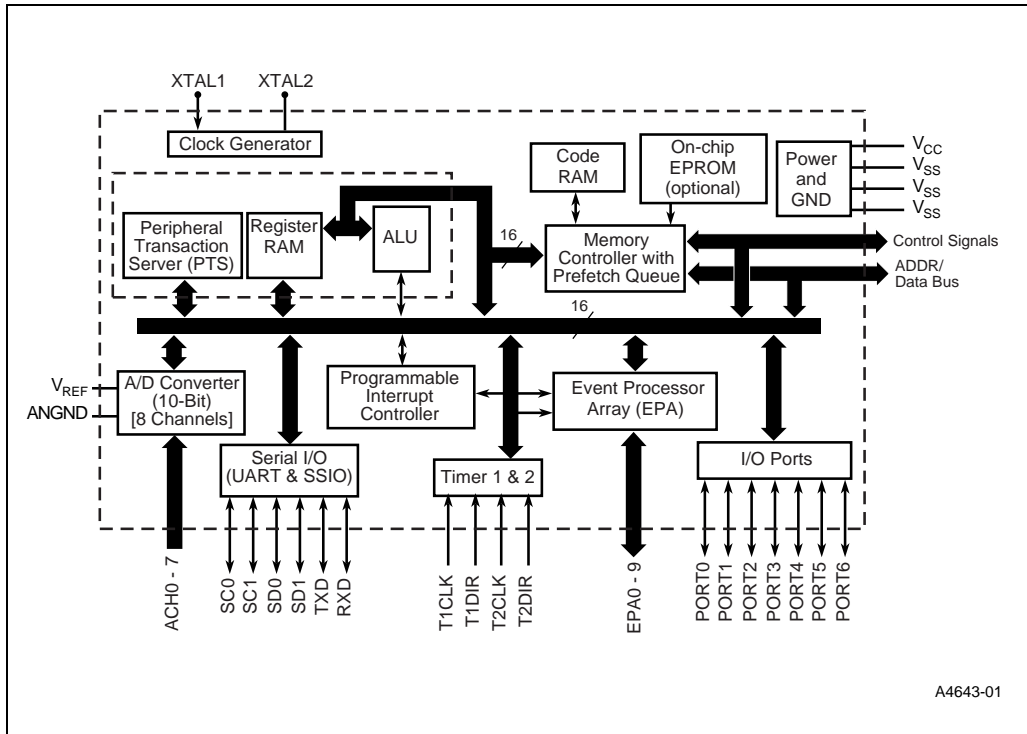 XTAL1
XTAL2
Clock Generator
Code
RAM
On-chip
EPROM
(optional)
Power
and
GND
VCC
VSS
VSS
VSS
Peripheral
Transaction
Server (PTS)
Register
RAM
ALU
16
Memory
Controller with
Prefetch Queue
Control Signals
ADDR/
Data Bus
16
VREF
ANGND
A/D Converter
(10-Bit)
[8 Channels]
Programmable
Interrupt
Controller
Event Processor
Array (EPA)
Serial I/O
(UART & SSIO)
Timer 1 & 2
I/O Ports
ACH0 - 7
SC0
SC1
SD0
SD1
TXD
RXD
T1CLK
T1DIR
T2CLK
T2DIR
EPA0 - 9
PORT0
PORT1
PORT2
PORT3
PORT4
PORT5
PORT6
A4643-01